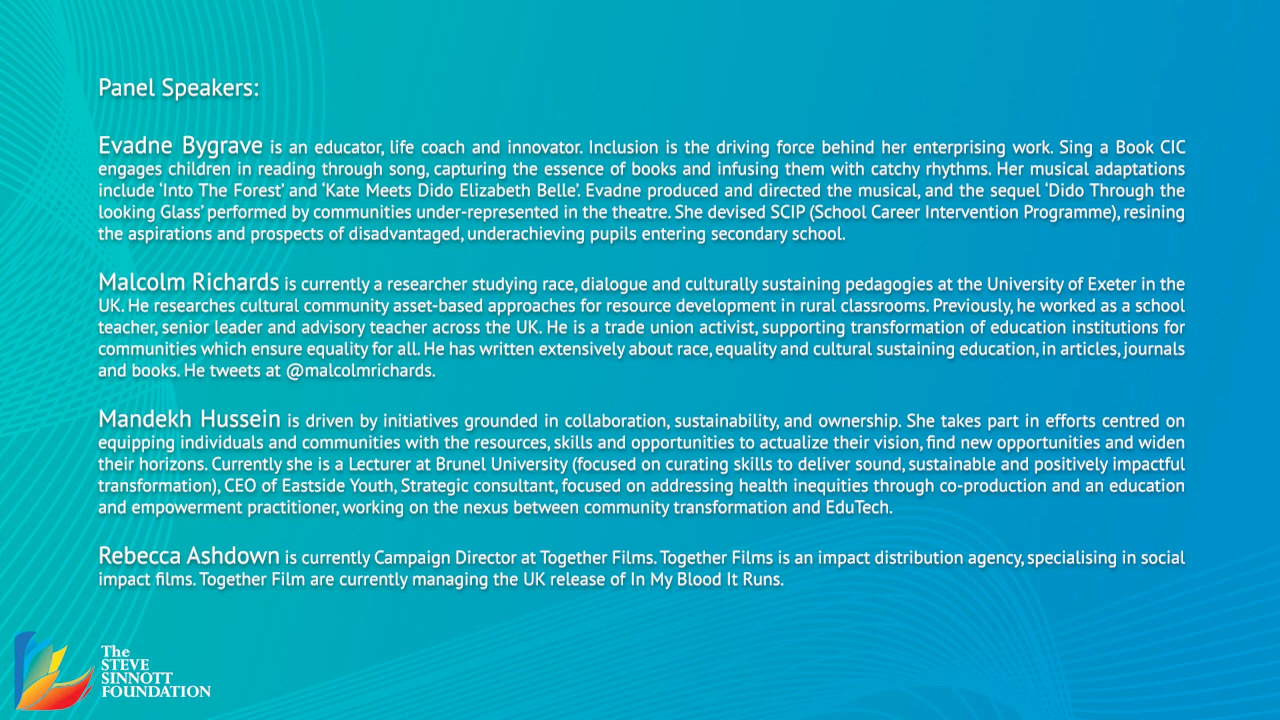 Panel Speakers:
Evadne Bygrave is an educator, life coach and innovator. Inclusion is the driving force behind her enterprising work. Sing a Book CIC
engages children in reading through song, capturing the essence of books and infusing them with catchy rhythms. Her musical adaptations
include ‘Into The Forest’ and ‘Kate Meets Dido Elizabeth Belle’. Evadne produced and directed the musical, and the sequel ‘Dido Through the
looking Glass’ performed by communities under-represented in the theatre. She devised SCIP (School Career Intervention Programme), resining
the aspirations and prospects of disadvantaged, underachieving pupils entering secondary school.
Malcolm Richards is currently a researcher studying race, dialogue and culturally sustaining pedagogies at the University of Exeter in the
UK. He researches cultural community asset-based approaches for resource development in rural classrooms. Previously, he worked as a school
teacher, senior leader and advisory teacher across the UK. He is a trade union activist, supporting transformation of education institutions for
communities which ensure equality for all. He has written extensively about race, equality and cultural sustaining education, in articles, journals
and books. He tweets at @malcolmrichards.
Mandekh Hussein is driven by initiatives grounded in collaboration, sustainability, and ownership. She takes part in efforts centred on
equipping individuals and communities with the resources, skills and opportunities to actualize their vision, find new opportunities and widen
their horizons. Currently she is a Lecturer at Brunel University (focused on curating skills to deliver sound, sustainable and positively impactful
transformation), CEO of Eastside Youth, Strategic consultant, focused on addressing health inequities through co-production and an education
and empowerment practitioner, working on the nexus between community transformation and EduTech.
Rebecca Ashdown is currently Campaign Director at Together Films. Together Films is an impact distribution agency, specialising in social
impact films. Together Film are currently managing the UK release of In My Blood It Runs.
The
STEVE
SINNOTT
FOUNDATION